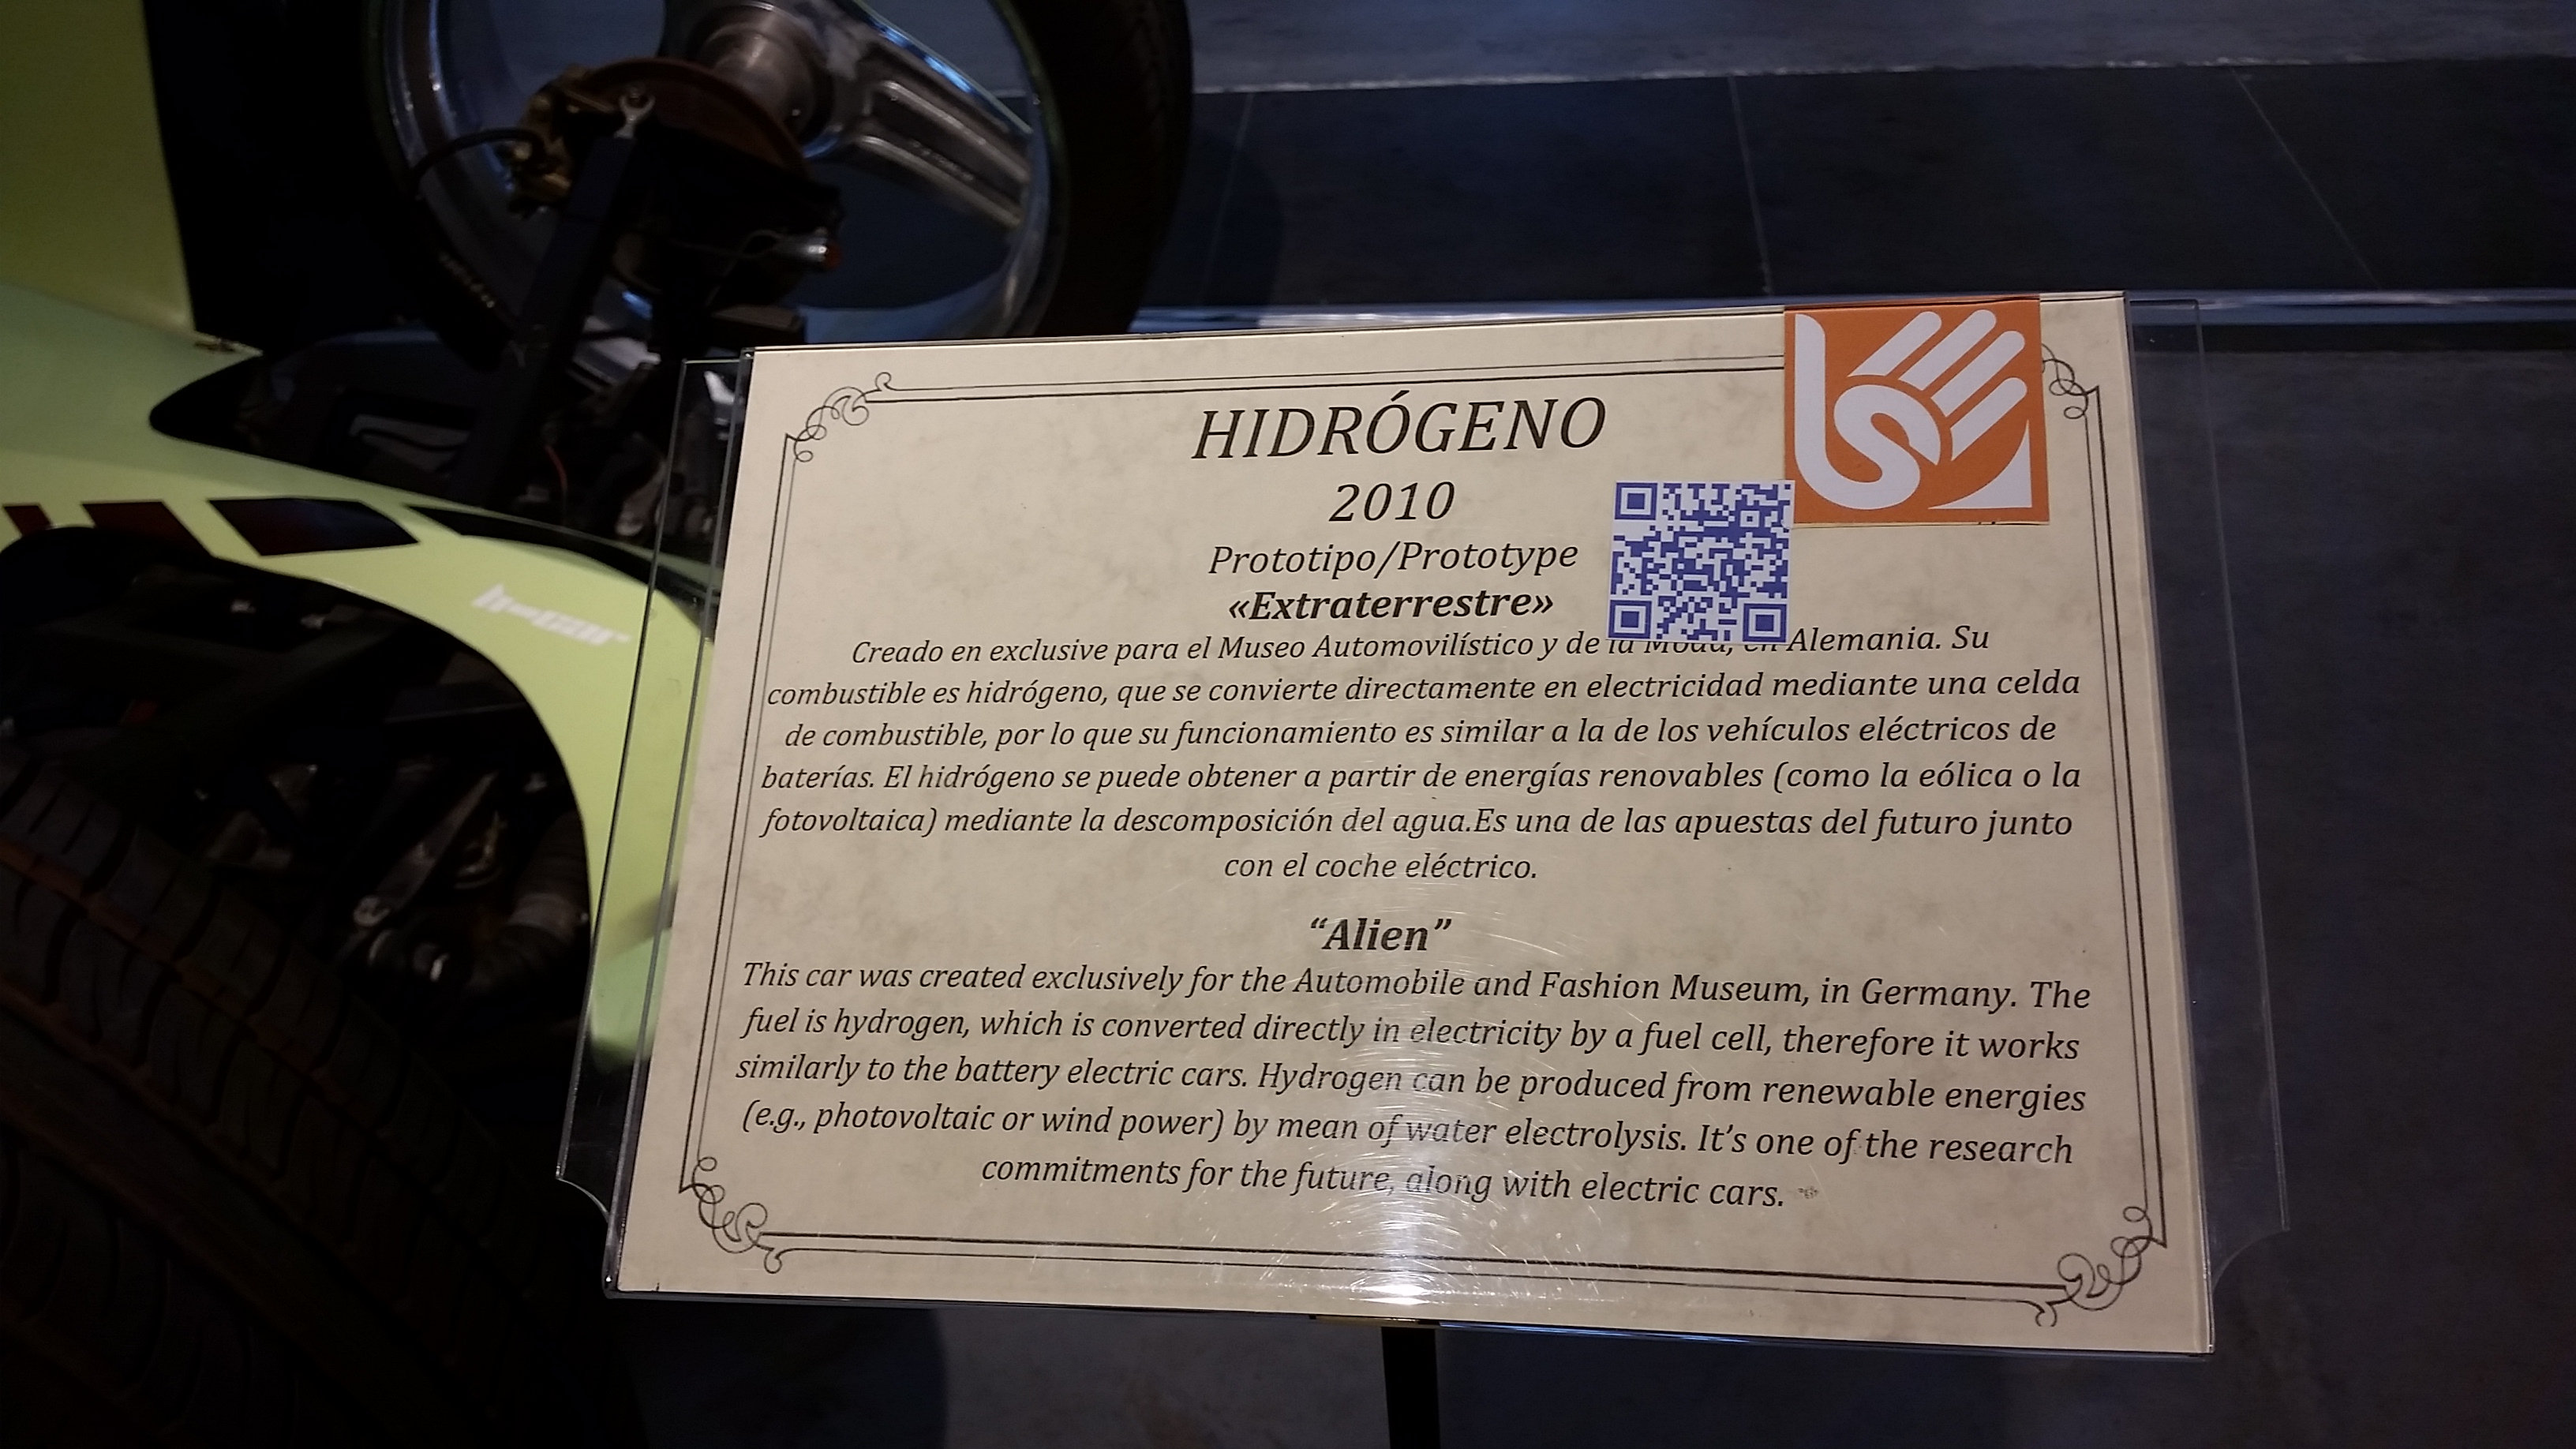 HIDRÓGENO
2010
Prototipo/Prototype
«Extraterrestre»
Creado en exclusive para el Museo Automovilístico y de la Moda, en Alemania. Su
combustible es hidrógeno, que se convierte directamente en electricidad mediante una celda
de combustible, por lo que su funcionamiento es similar a la de los vehículos eléctricos de
baterías. El hidrógeno se puede obtener a partir de energías renovables (como la eólica o la
fotovoltaica) mediante la descomposición del agua.Es una de las apuestas del futuro junto
con el coche eléctrico.
“Alien”
This car was created exclusively for the Automobile and Fashion Museum, in Germany. The
fuel is hydrogen, which is converted directly in electricity by a fuel cell, therefore it works
similarly to the battery electric cars. Hydrogen can be produced from renewable energies
(e.g., photovoltaic or wind power) by mean of water electrolysis. It’s one of the research
commitments for the future, along with electric cars.